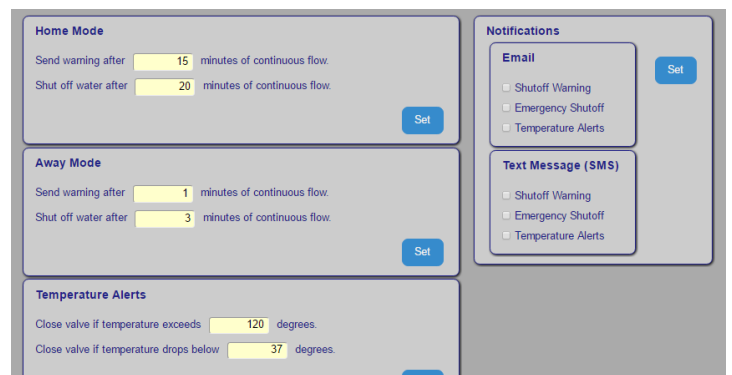 Home Mode
Send warning after 15 minutes of continuous flow.
Shut off water after 20 minutes of continuous flow.
Set
Away Mode
Send warning after 1 minutes of continuous flow.
Shut off water after 3 minutes of continuous flow.
Set
Temperature Alerts
Close valve if temperature exceeds 120 degrees.
Close valve if temperature drops below 37 degrees.
Notifications
Email
Set
Shutoff Warning
Emergency Shutoff
Temperature Alerts
Text Message (SMS)
Shutoff Warning
Emergency Shutoff
Temperature Alerts